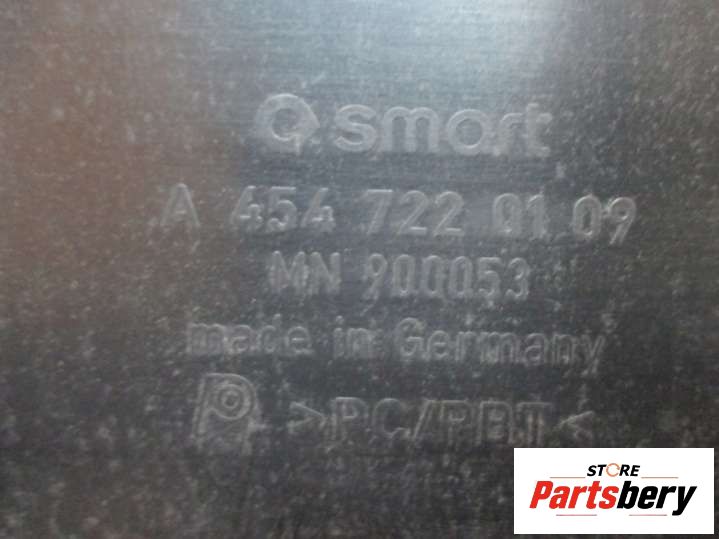 smart
A 454 722 01 09
MN 900053
made in Germany
>PC/PBT<
STORE
Partsbery